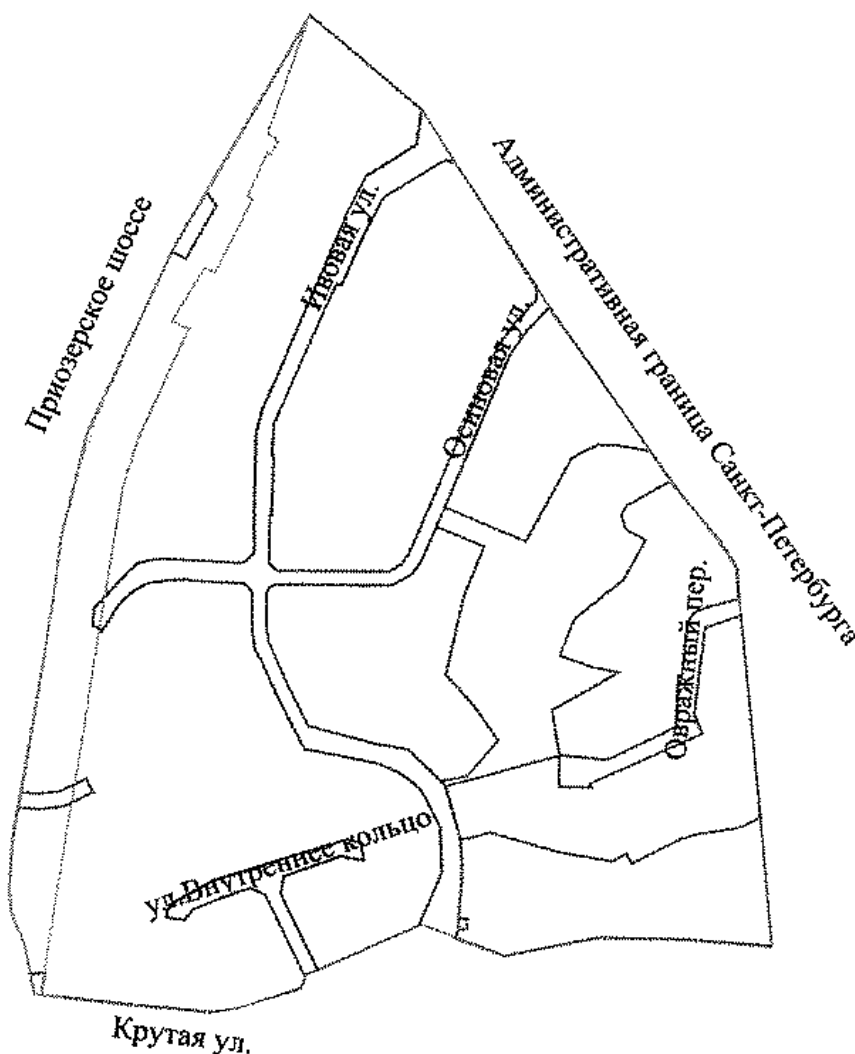 Административная граница Санкт-Петербурга
Приозерское шоссе
Ивовая ул.
Осиновая ул.
Овражный пер.
ул.Внутреннее кольцо
Крутая ул.